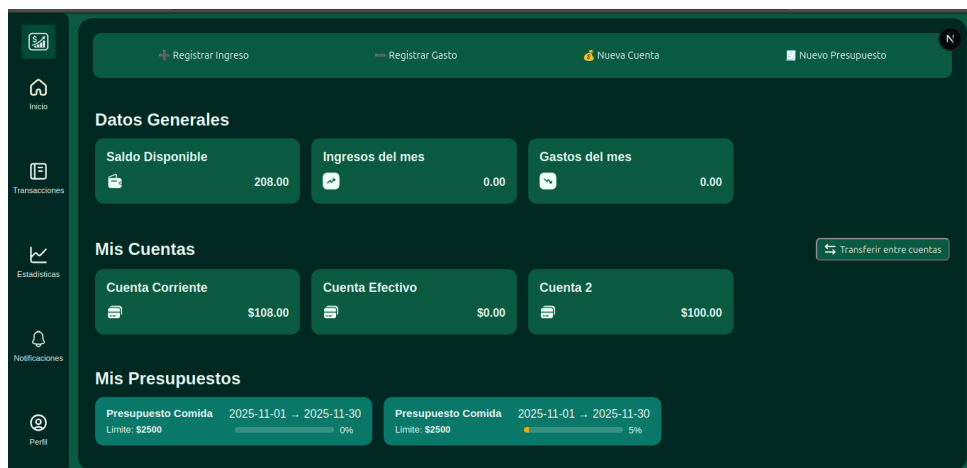 Registrar Ingreso
Registrar Gasto
Nueva Cuenta
Nuevo Presupuesto
N
Inicio
Transacciones
Estadísticas
Notificaciones
Perfil
Datos Generales
Saldo Disponible
208.00
Ingresos del mes
0.00
Gastos del mes
0.00
Mis Cuentas
Transferir entre cuentas
Cuenta Corriente
$108.00
Cuenta Efectivo
$0.00
Cuenta 2
$100.00
Mis Presupuestos
Presupuesto Comida 2025-11-01 → 2025-11-30
Limite: $2500 0%
Presupuesto Comida 2025-11-01 → 2025-11-30
Limite: $2500 5%